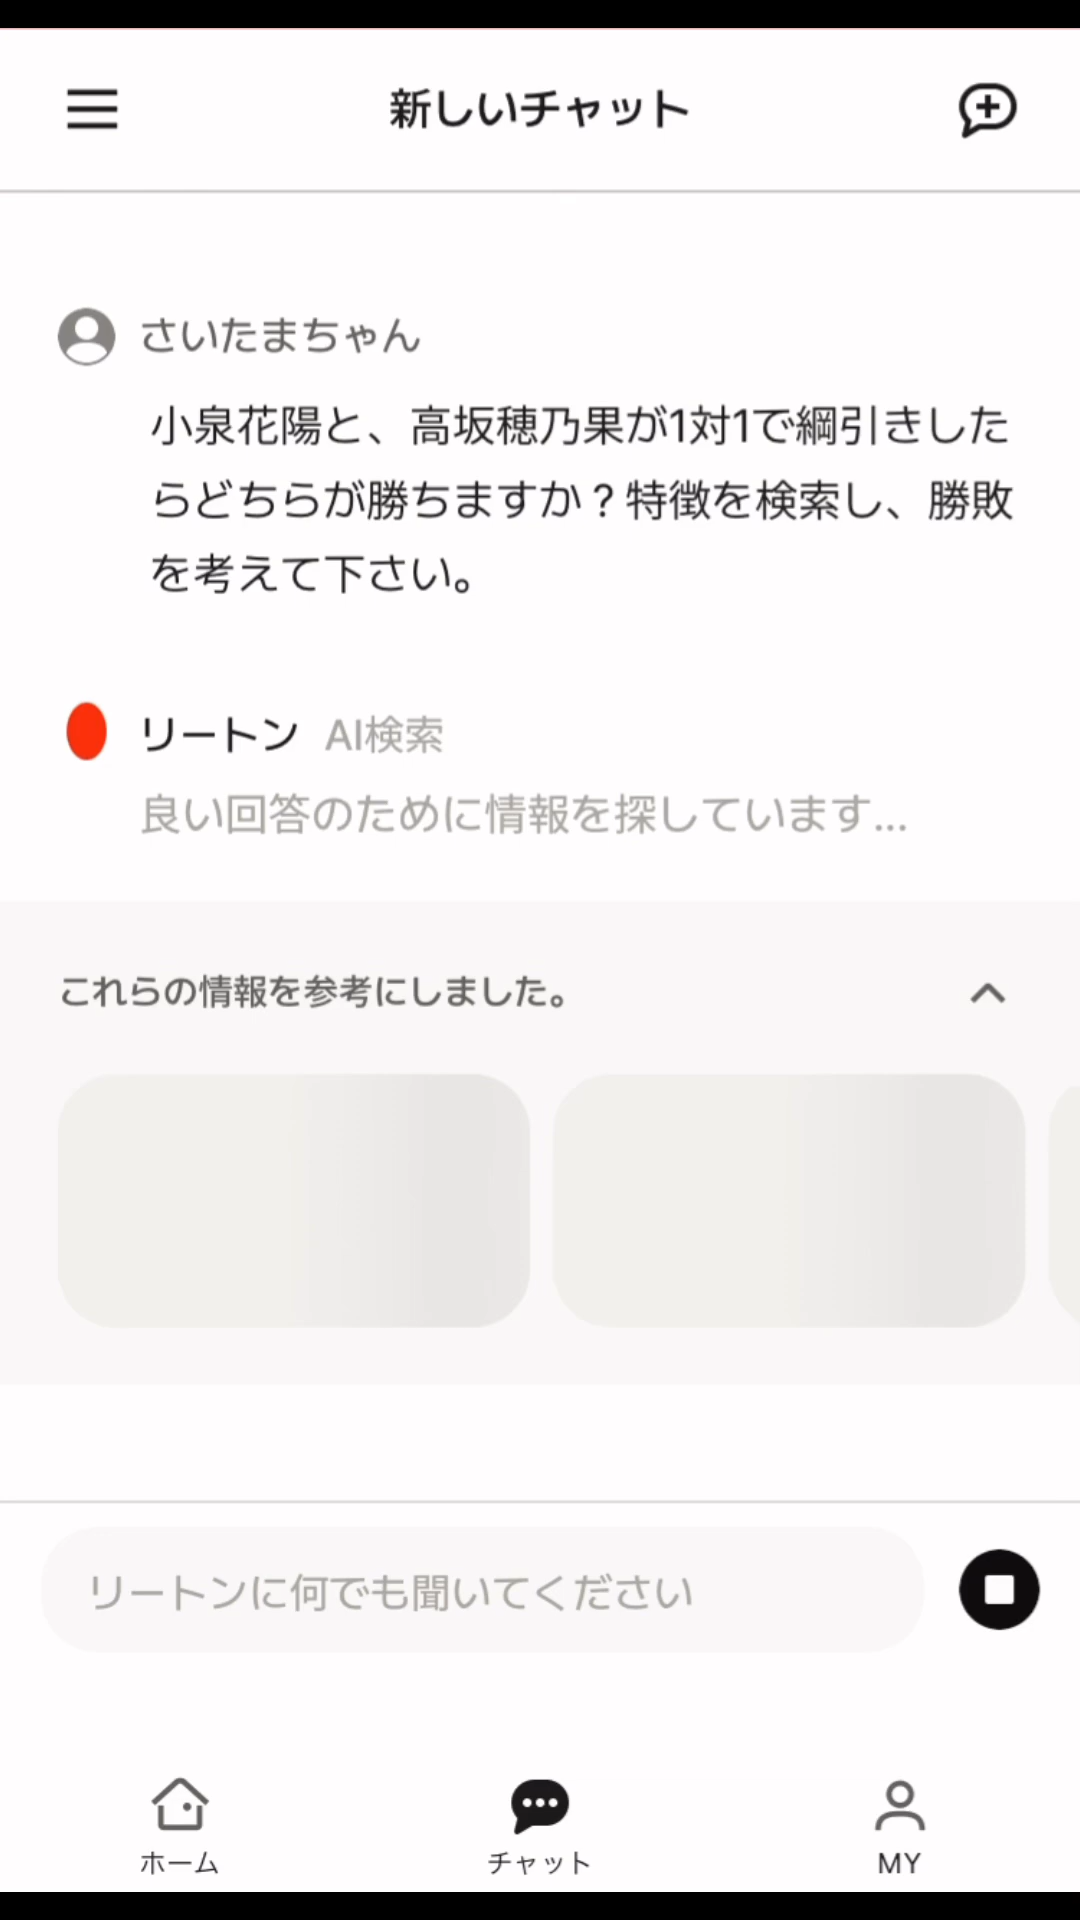 新しいチャット
さいたまちゃん
小泉花陽と、高坂穂乃果が1対1で綱引きした
らどちらが勝ちますか？特徴を検索し、勝敗
を考えて下さい。
リートン AI検索
良い回答のために情報を探しています...
これらの情報を参考にしました。
リートンに何でも聞いてください
ホーム
チャット
MY